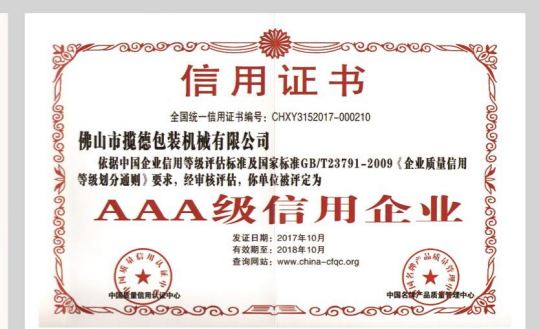 信用证书
全国统一信用证书编号：CHXY3152017-000210
佛山市揽德包装机械有限公司
依据中国企业信用等级评估标准及国家标准GB/T23791-2009《企业质量信用
等级划分通则》要求，经审核评估，你单位被评定为
AAA级信用企业
发证日期：2017年10月
有效期至：2018年10月
查询网站：www.china-cfqc.org
中国质量信用认证中心
中国名牌产品质量管理中心